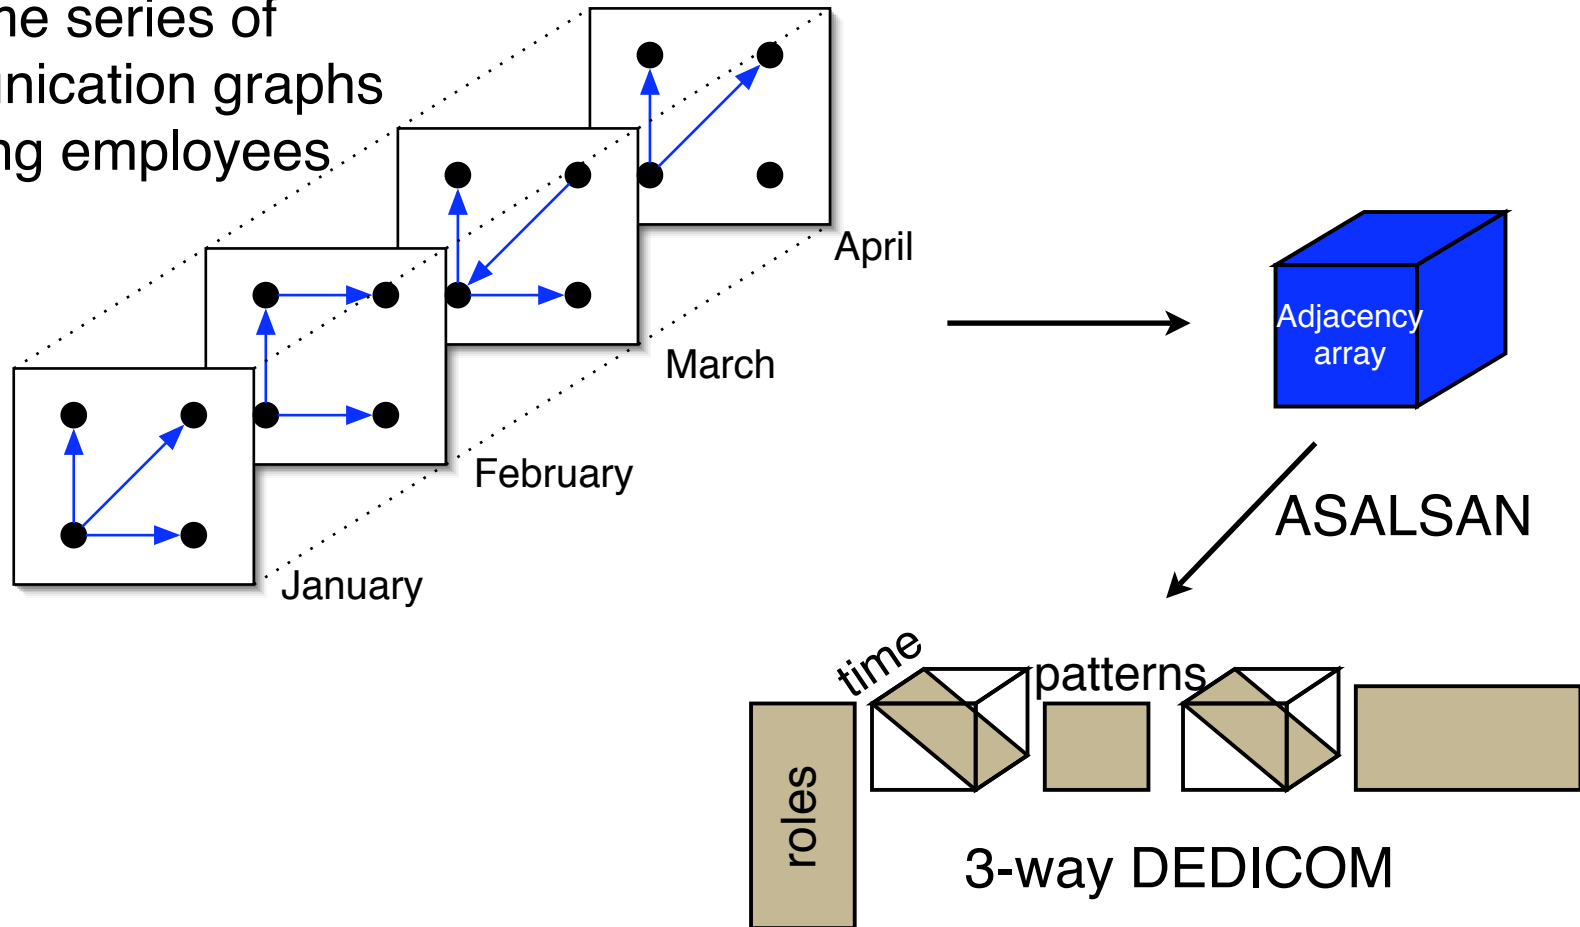 ne series of
unication graphs
ng employees
April
March
February
January
Adjacency
array
ASALSAN
time
patterns
roles
3-way DEDICOM